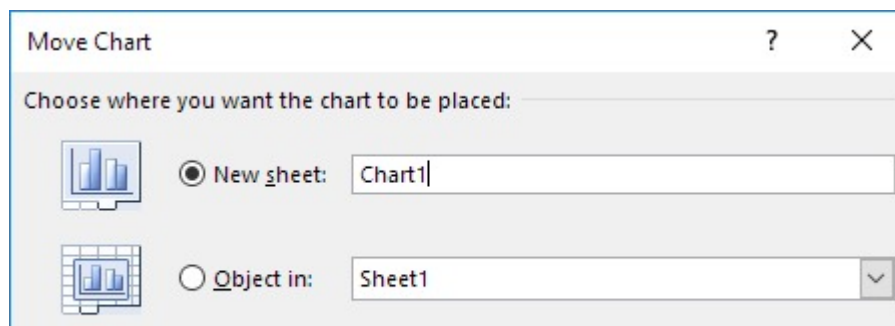 Move Chart ?
Choose where you want the chart to be placed:
New sheet: Chart1
Object in: Sheet1